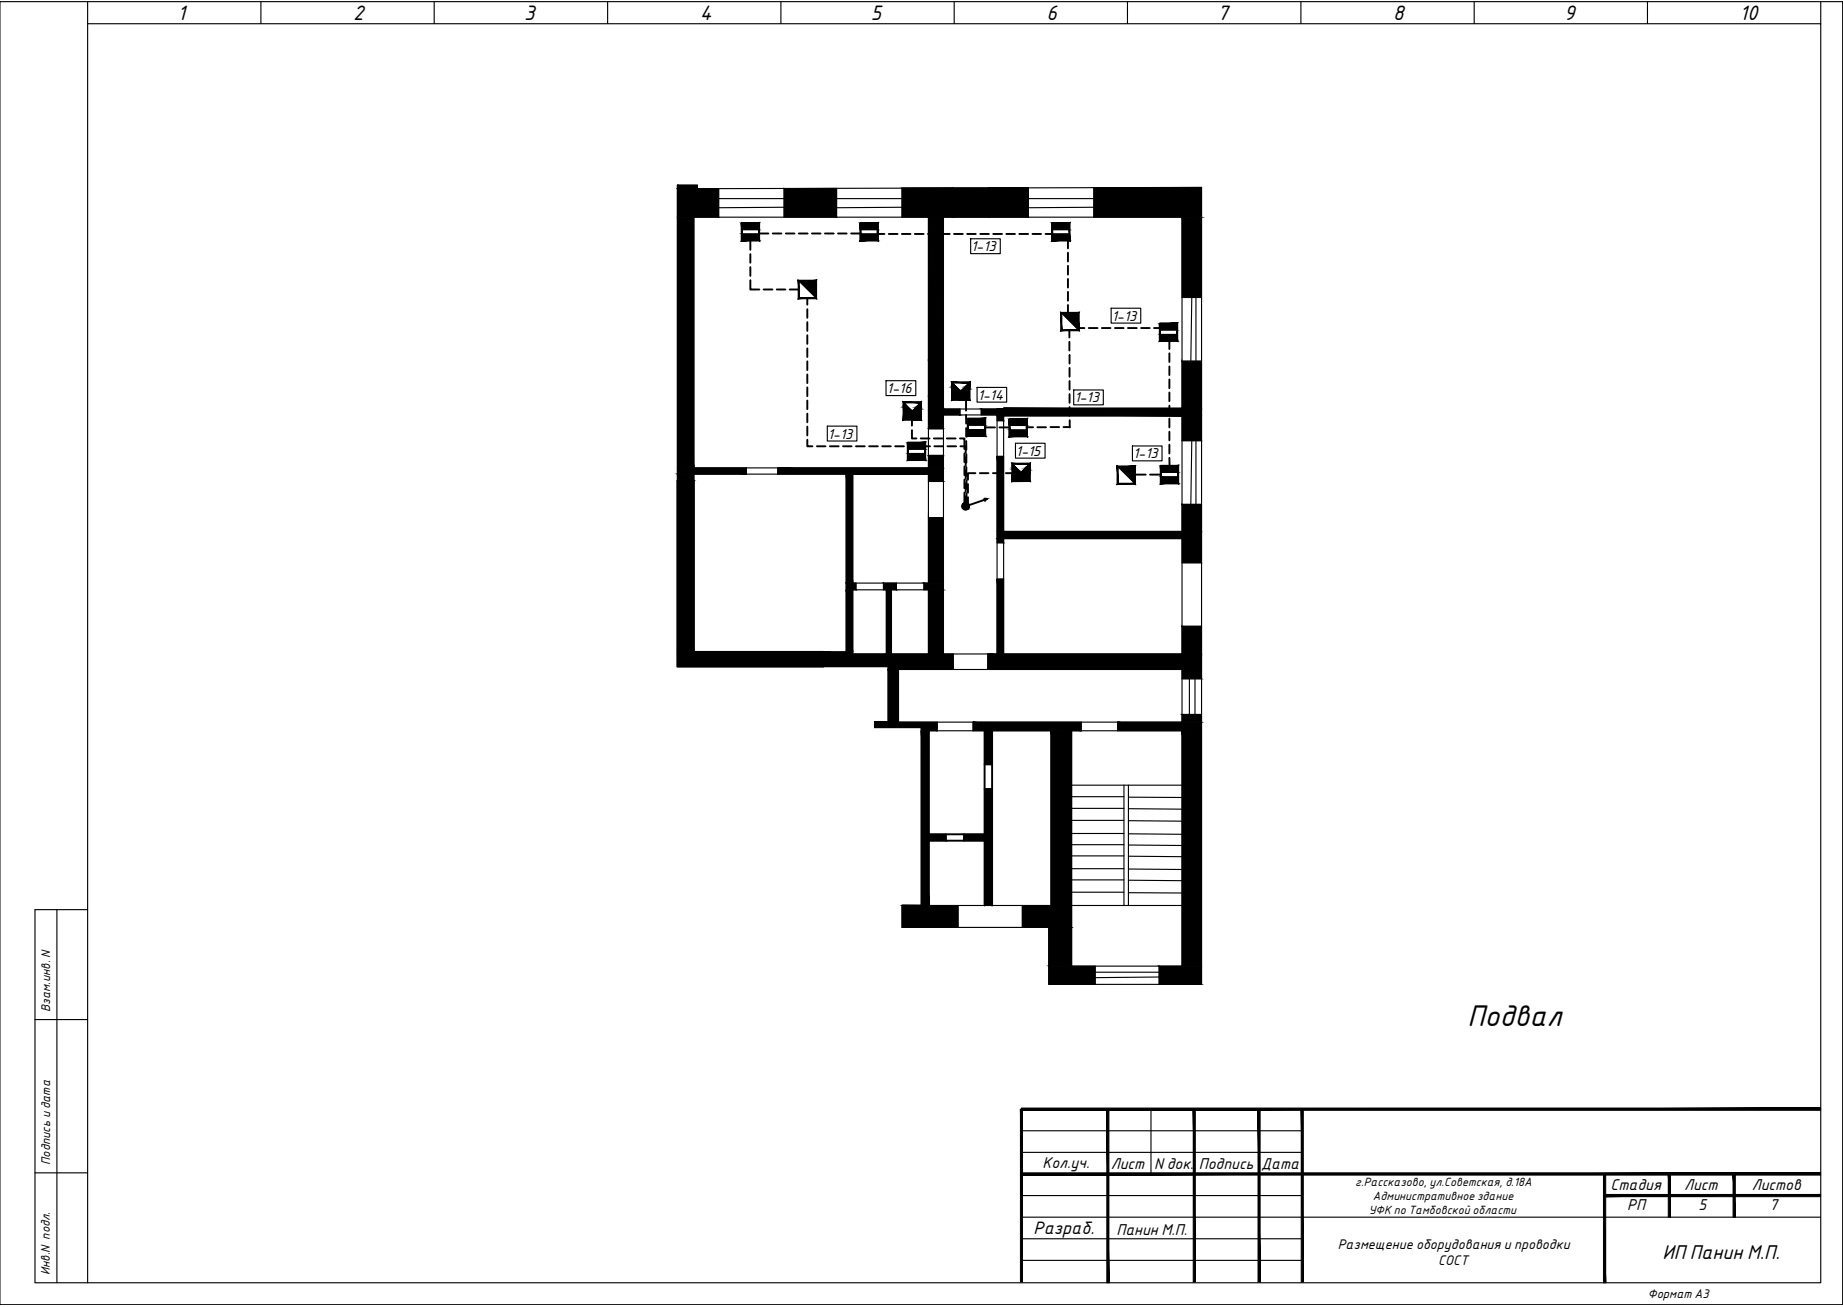 1 2 3 4 5 6 7 8 9 10
1-13
1-13
1-16
1-14
1-13
1-13
1-15
1-13
Взам.инв. N
Подпись и дата
Инв.N подл.
Подвал
Кол.уч. Лист N док. Подпись Дата
г.Рассказово, ул.Советская, д.18А
Административное здание
УФК по Тамбовской области
Стадия Лист Листов
РП 5 7
Разраб. Панин М.П.
Размещение оборудования и проводки
СОСТ
ИП Панин М.П.
Формат А3